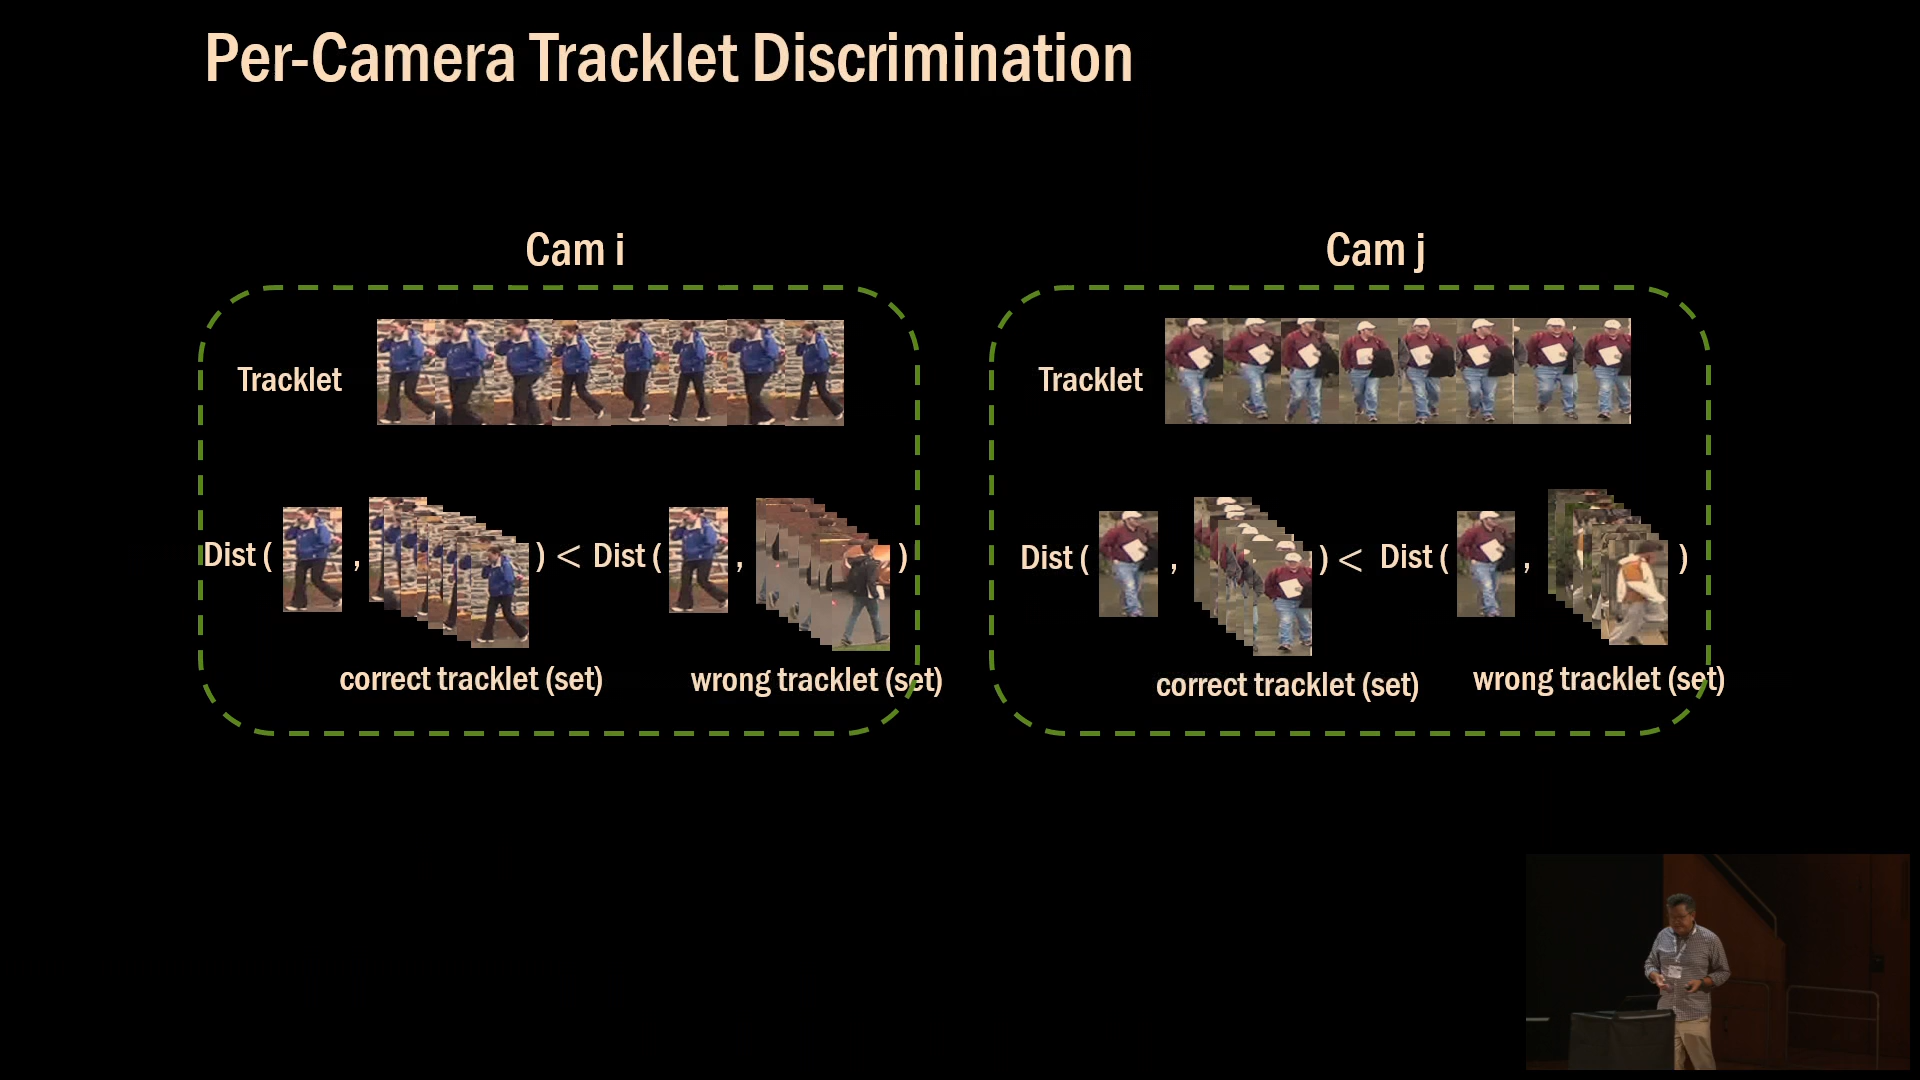 Per-Camera Tracklet Discrimination
Cam i
Tracklet
Dist ( , ) < Dist ( , )
correct tracklet (set) wrong tracklet (set)
Cam j
Tracklet
Dist ( , ) < Dist ( , )
correct tracklet (set) wrong tracklet (set)